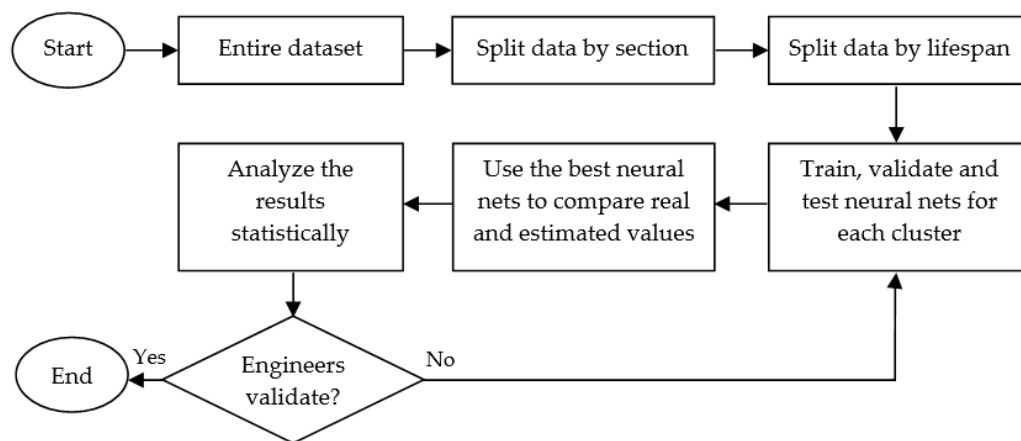 Start
Entire dataset
Split data by section
Split data by lifespan
Train, validate and
test neural nets for
each cluster
Use the best neural
nets to compare real
and estimated values
Analyze the
results
statistically
Engineers
validate?
Yes
No
End